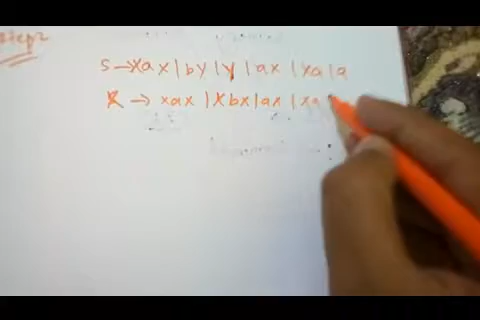 Step2
S → xax | by | y | ax | xa | a
X → xax | xbx | ax | xa